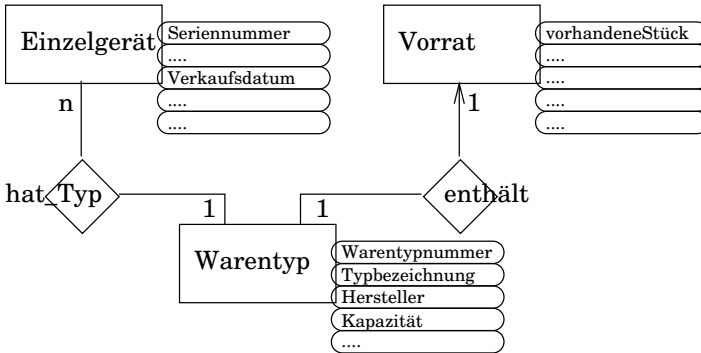 Einzelgerät
Seriennummer
....
Verkaufsdatum
....
....
Vorrat
vorhandeneStück
....
....
....
....
n
1
hat_Typ
enthält
1
1
Warentyp
Warentypnummer
Typbezeichnung
Hersteller
Kapazität
....